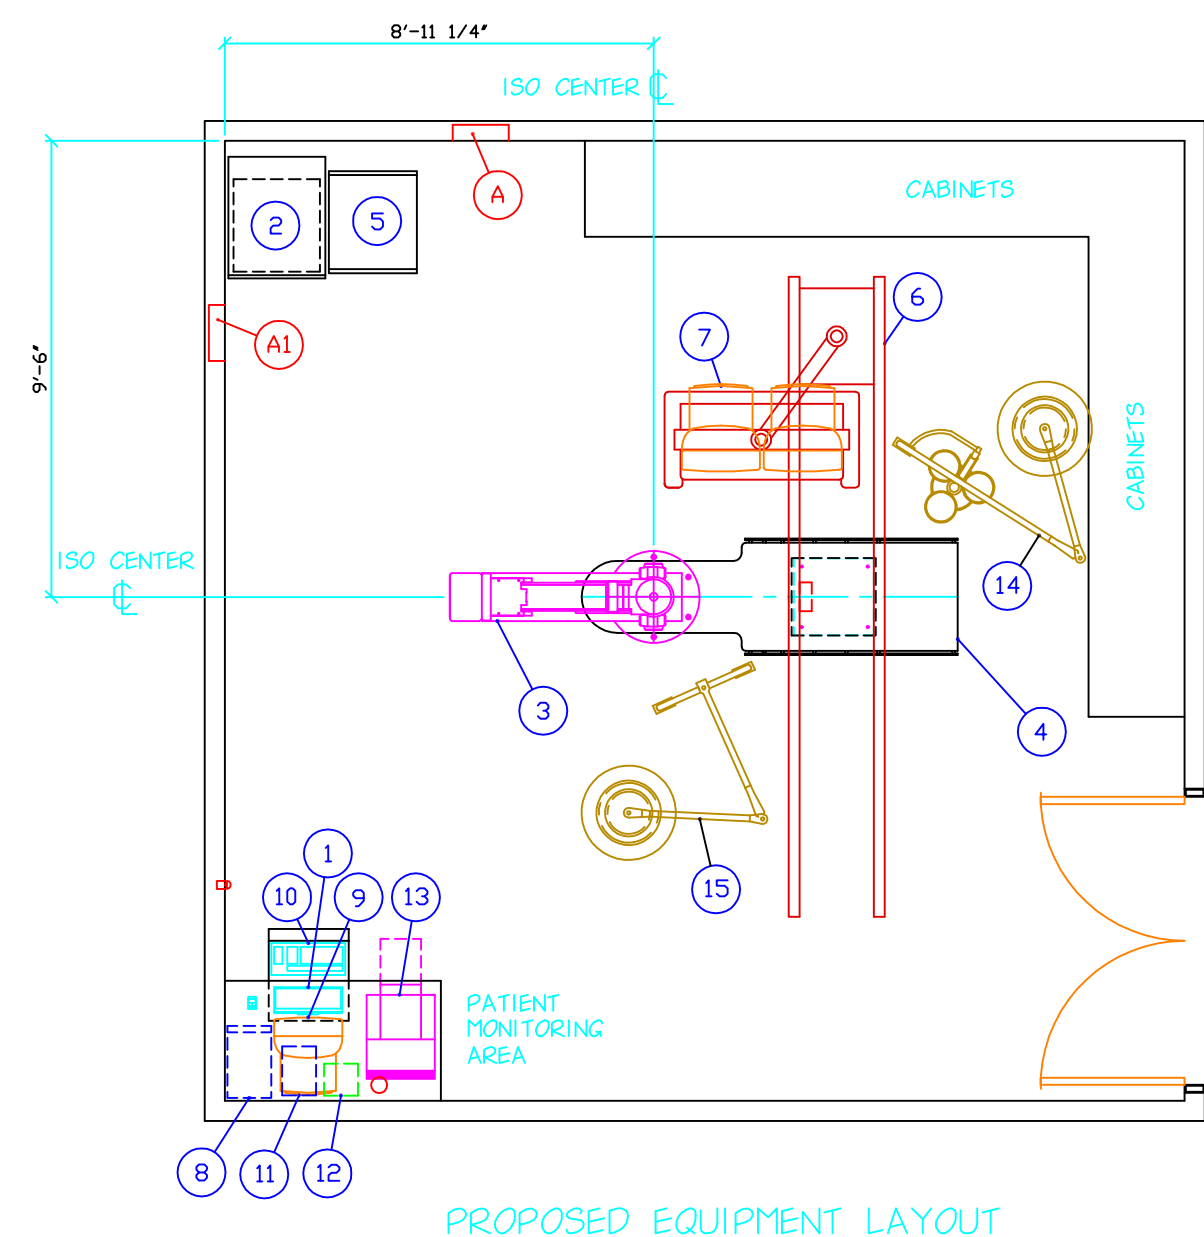 8'-11 1/4"
ISO CENTER ℄
A
CABINETS
2
5
6
A1
7
9'-6"
CABINETS
ISO CENTER
℄
14
3
4
15
1
10
9
13
PATIENT
MONITORING
AREA
8
11
12
PROPOSED EQUIPMENT LAYOUT